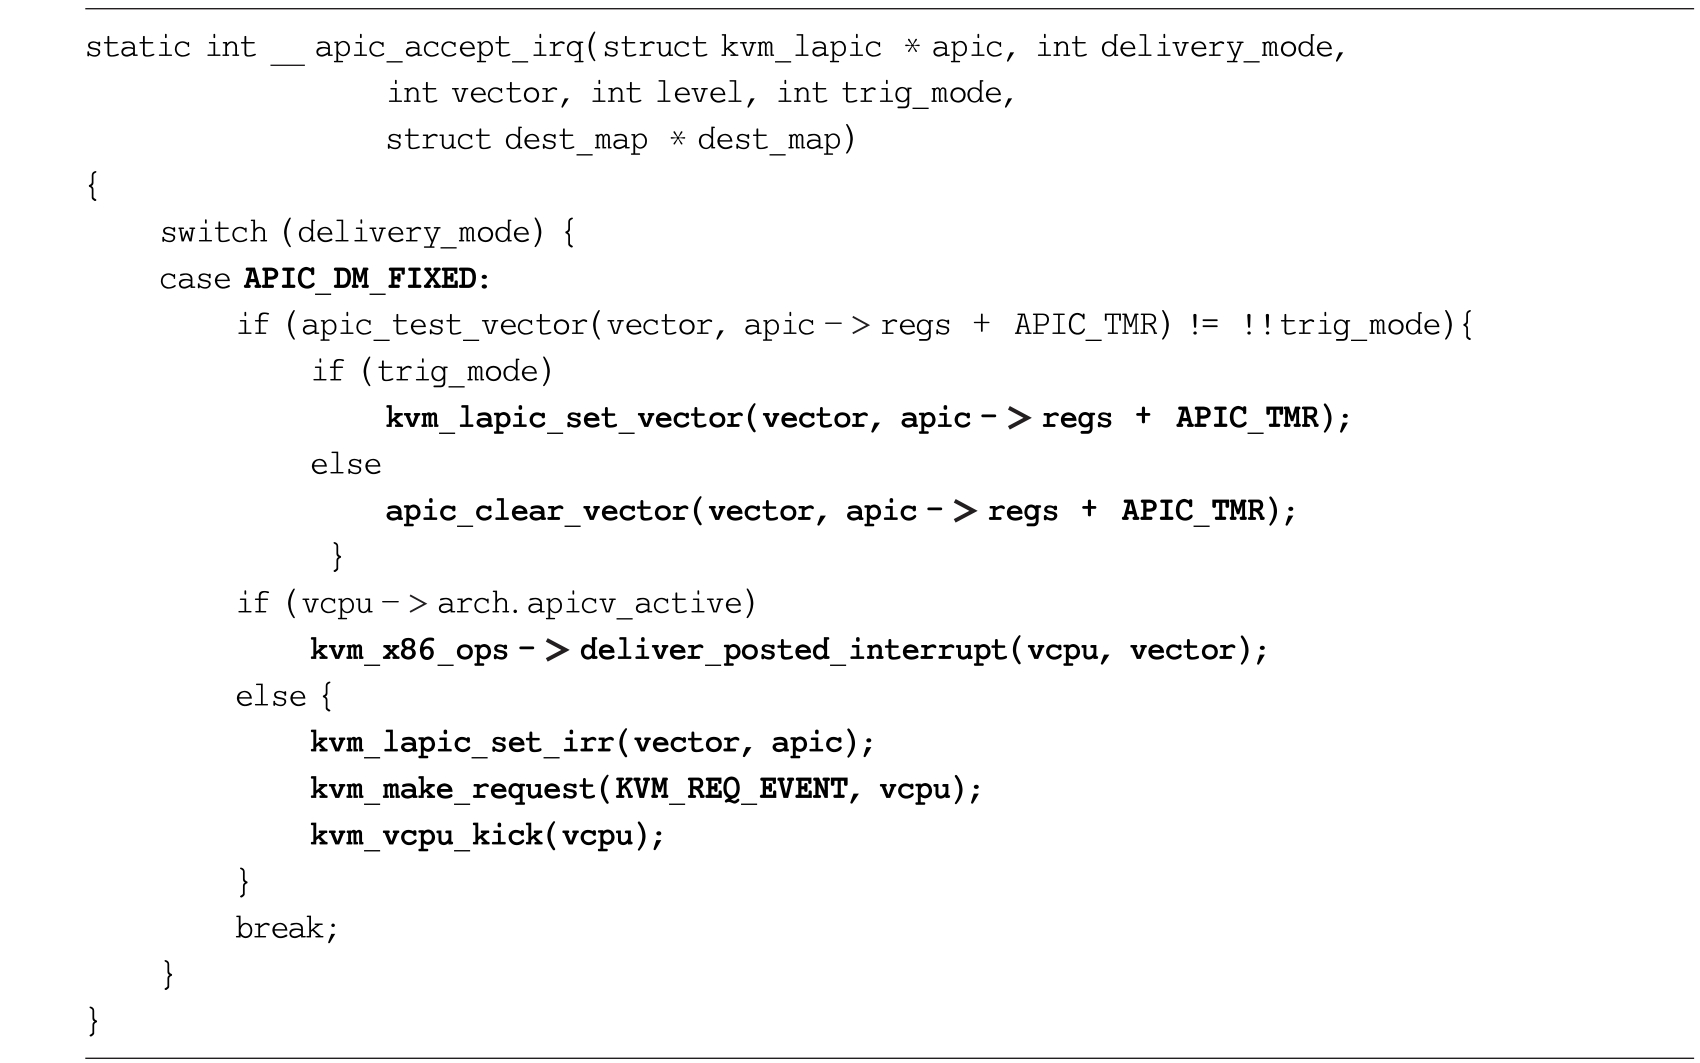 static int __ apic_accept_irq(struct kvm_lapic * apic, int delivery_mode,
int vector, int level, int trig_mode,
struct dest_map * dest_map)
{
switch (delivery_mode) {
case APIC_DM_FIXED:
if (apic_test_vector(vector, apic -> regs + APIC_TMR) != !!trig_mode){
if (trig_mode)
kvm_lapic_set_vector(vector, apic -> regs + APIC_TMR);
else
apic_clear_vector(vector, apic -> regs + APIC_TMR);
}
if (vcpu -> arch.apicv_active)
kvm_x86_ops -> deliver_posted_interrupt(vcpu, vector);
else {
kvm_lapic_set_irr(vector, apic);
kvm_make_request(KVM_REQ_EVENT, vcpu);
kvm_vcpu_kick(vcpu);
}
break;
}
}